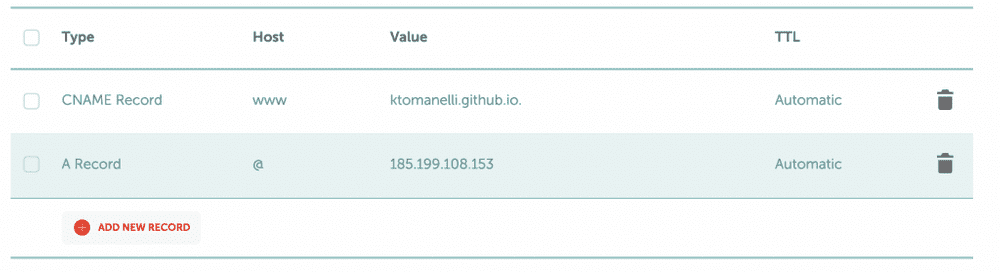 Type Host Value TTL
CNAME Record www ktomanelli.github.io. Automatic
A Record @ 185.199.108.153 Automatic
ADD NEW RECORD